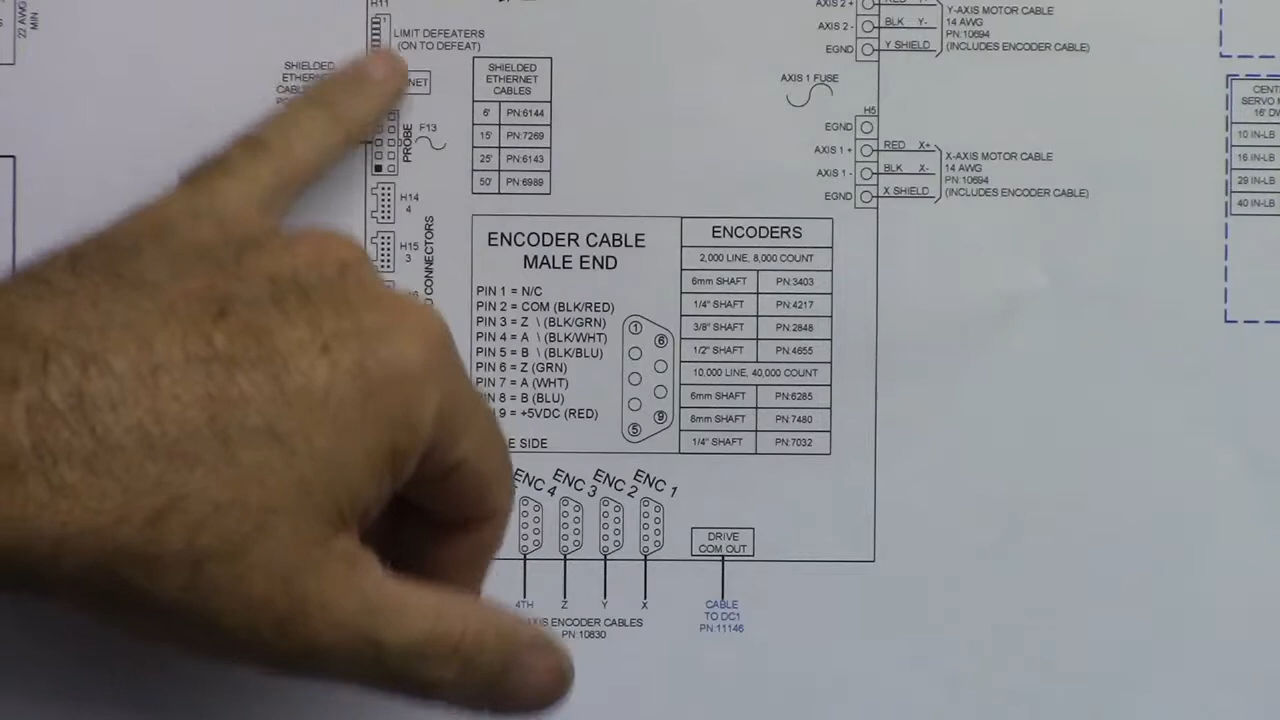 H11
22 AWG
MIN
LIMIT DEFEATERS
(ON TO DEFEAT)
SHIELDED
NET
PROBE
F13
H14
4
H15
3
CONNECTORS
SHIELDED
ETHERNET
CABLES
6' PN:6144
15' PN:7269
25' PN:6143
50' PN:6989
AXIS 2 -
BLK Y-
EGND
Y SHIELD
Y-AXIS MOTOR CABLE
14 AWG
PN:10694
(INCLUDES ENCODER CABLE)
AXIS 1 FUSE
H5
EGND
AXIS 1 +
RED X+
AXIS 1 -
BLK X-
EGND
X SHIELD
X-AXIS MOTOR CABLE
14 AWG
PN:10694
(INCLUDES ENCODER CABLE)
10 IN-LB
16 IN-LB
29 IN-LB
40 IN-LB
ENCODER CABLE
MALE END
PIN 1 = N/C
PIN 2 = COM (BLK/RED)
PIN 3 = Z \ (BLK/GRN)
PIN 4 = A \ (BLK/WHT)
PIN 5 = B \ (BLK/BLU)
PIN 6 = Z (GRN)
PIN 7 = A (WHT)
PIN 8 = B (BLU)
9 = +5VDC (RED)
SIDE
1
6
9
5
ENCODERS
2,000 LINE, 8,000 COUNT
6mm SHAFT PN:3403
1/4" SHAFT PN:4217
3/8" SHAFT PN:2848
1/2" SHAFT PN:4655
10,000 LINE, 40,000 COUNT
6mm SHAFT PN:6285
8mm SHAFT PN:7480
1/4" SHAFT PN:7032
ENC 4
ENC 3
ENC 2
ENC 1
DRIVE
COM OUT
4TH Z Y X
AXIS ENCODER CABLES
PN:10830
CABLE
TO DC1
PN:11146